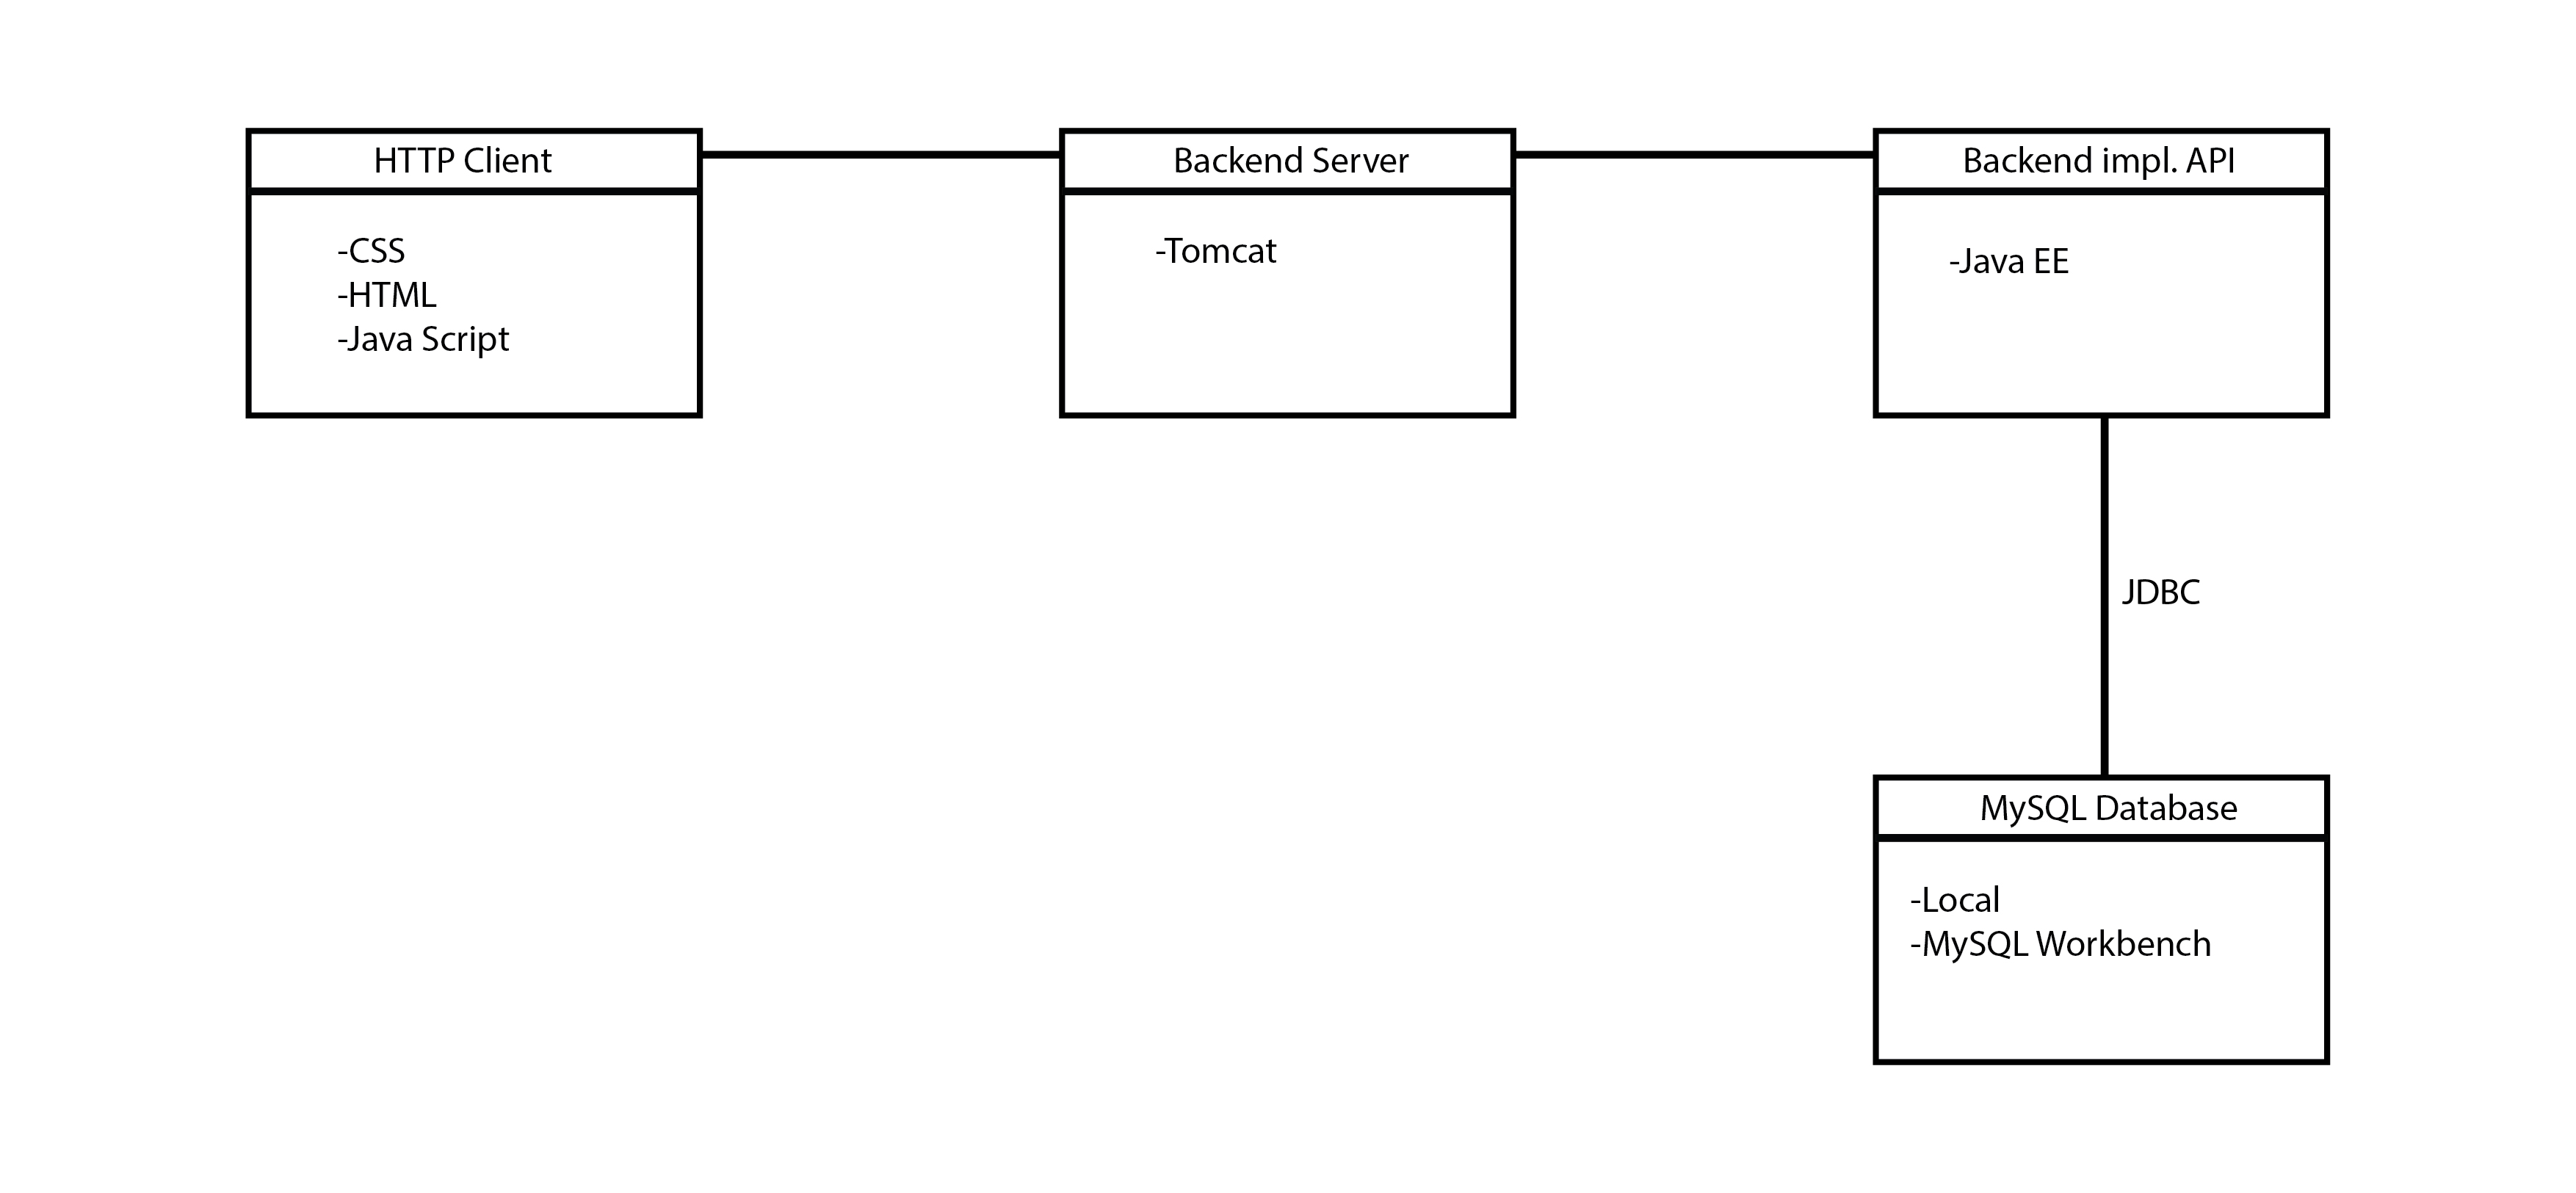 HTTP Client
-CSS
-HTML
-Java Script
Backend Server
-Tomcat
Backend impl. API
-Java EE
JDBC
MySQL Database
-Local
-MySQL Workbench